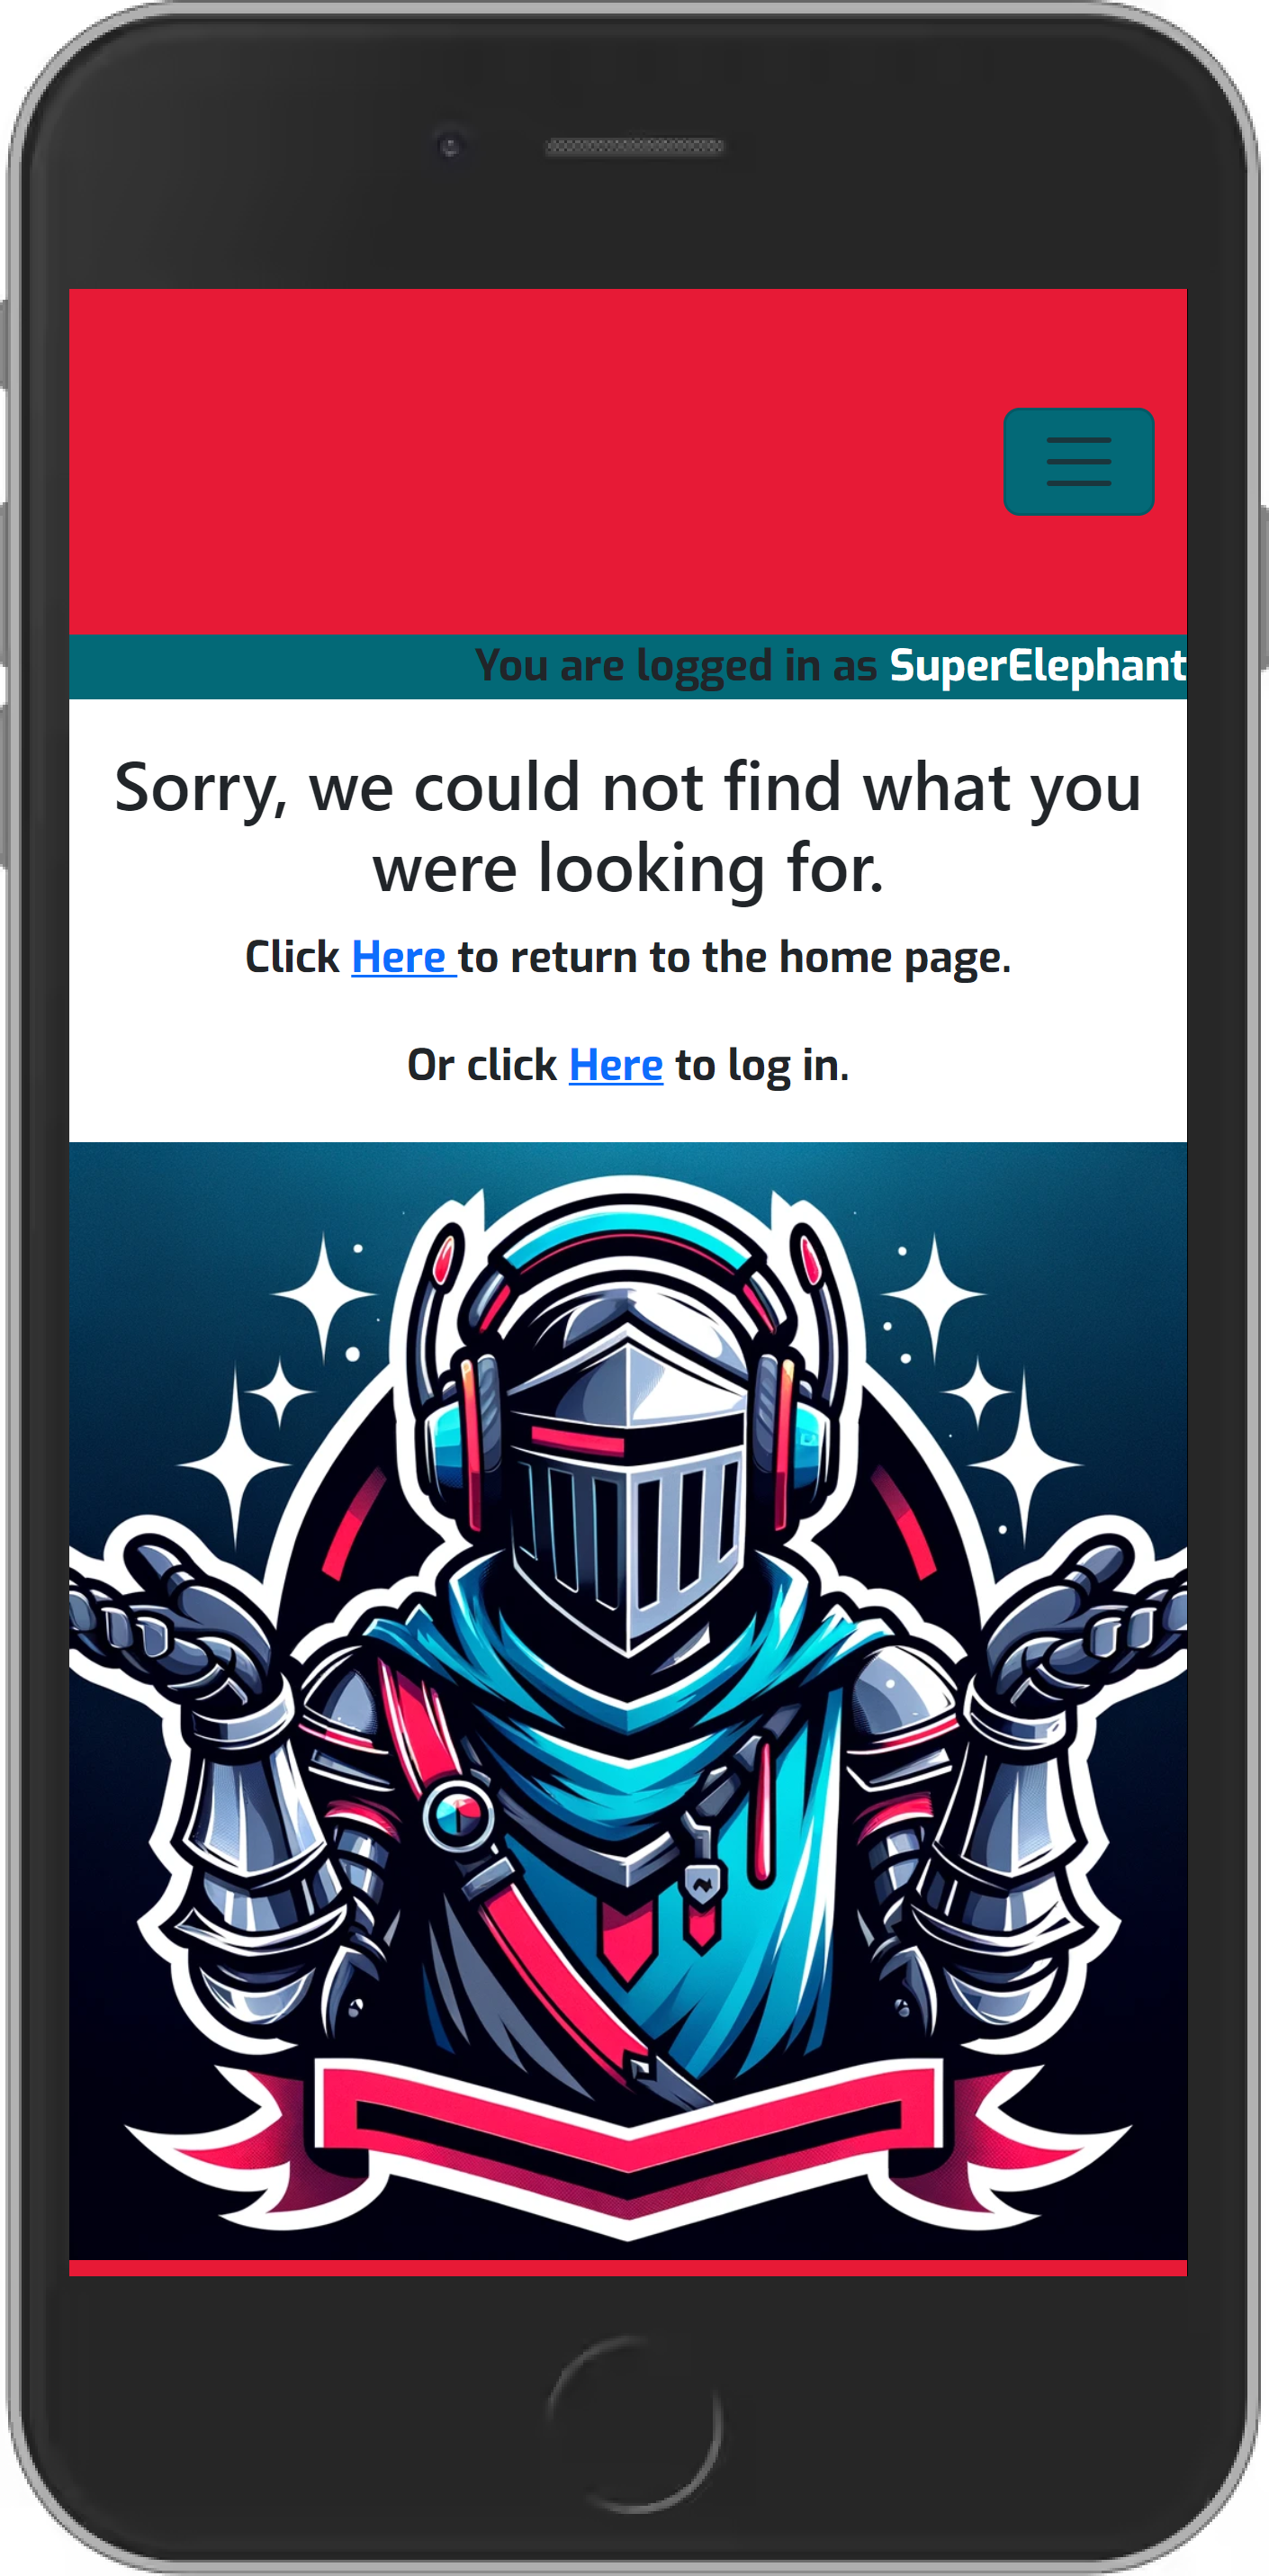 You are logged in as SuperElephant
Sorry, we could not find what you
were looking for.
Click Here to return to the home page.
Or click Here to log in.